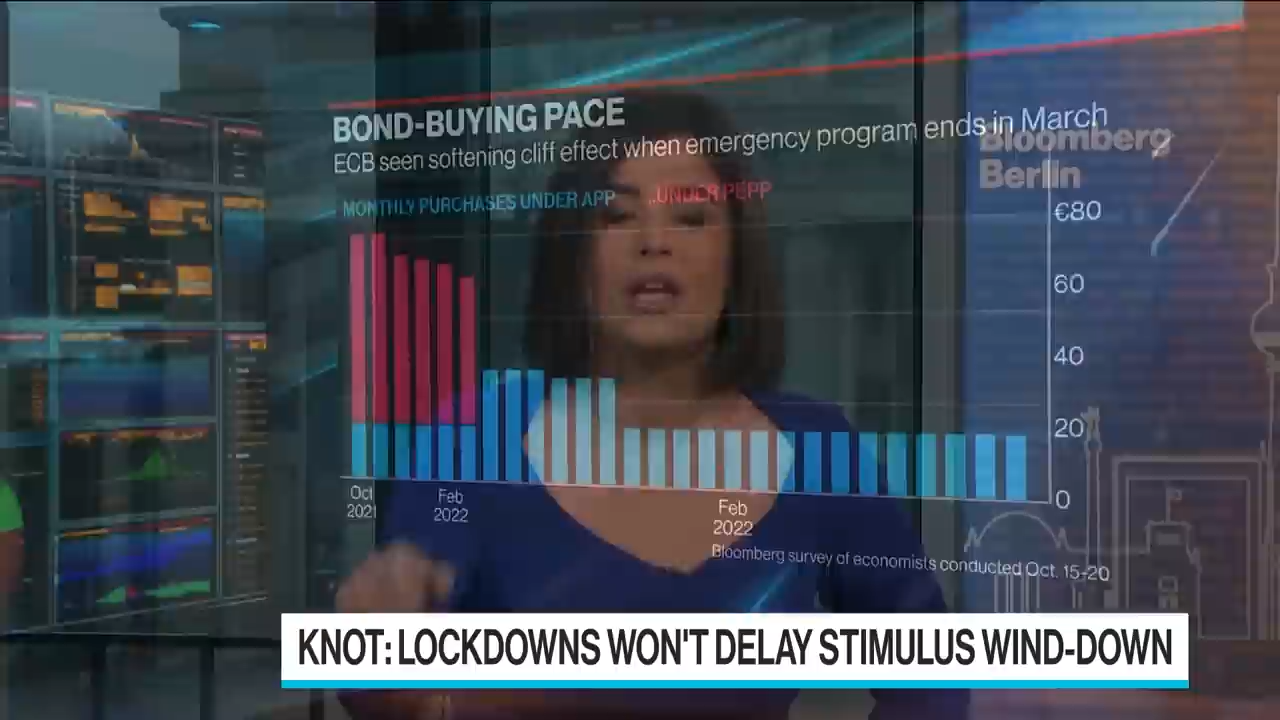 BOND-BUYING PACE
ECB seen softening cliff effect when emergency program ends in March
Bloomberg
Berlin
MONTHLY PURCHASES UNDER APP ...UNDER PEPP
€80
60
40
20
0
Oct
2021
Feb
2022
Feb
2022
Bloomberg survey of economists conducted Oct. 15-20
KNOT: LOCKDOWNS WON'T DELAY STIMULUS WIND-DOWN